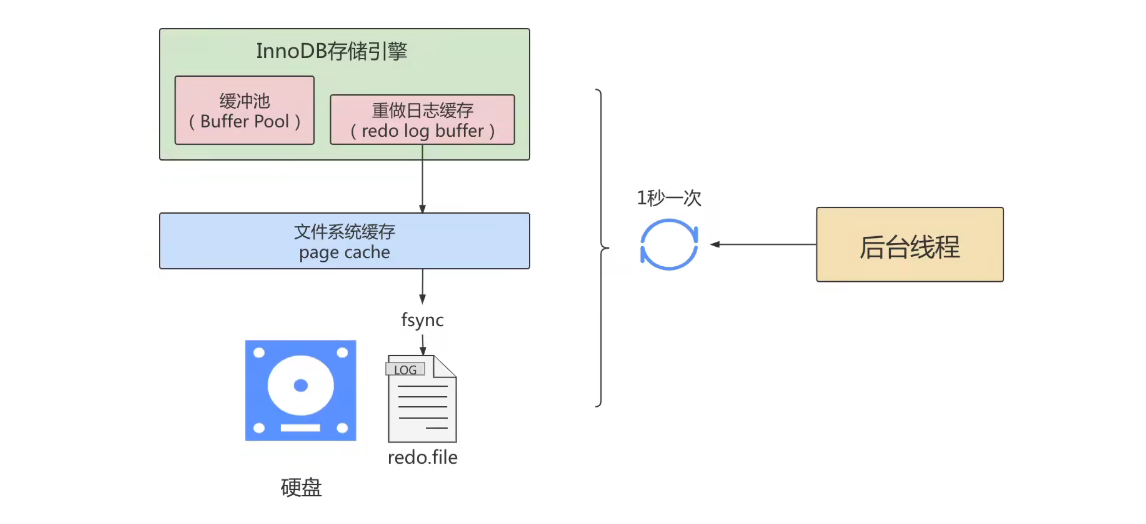 InnoDB存储引擎
缓冲池
（ Buffer Pool ）
重做日志缓存
（ redo log buffer ）
文件系统缓存
page cache
fsync
LOG
redo.file
硬盘
1秒一次
后台线程